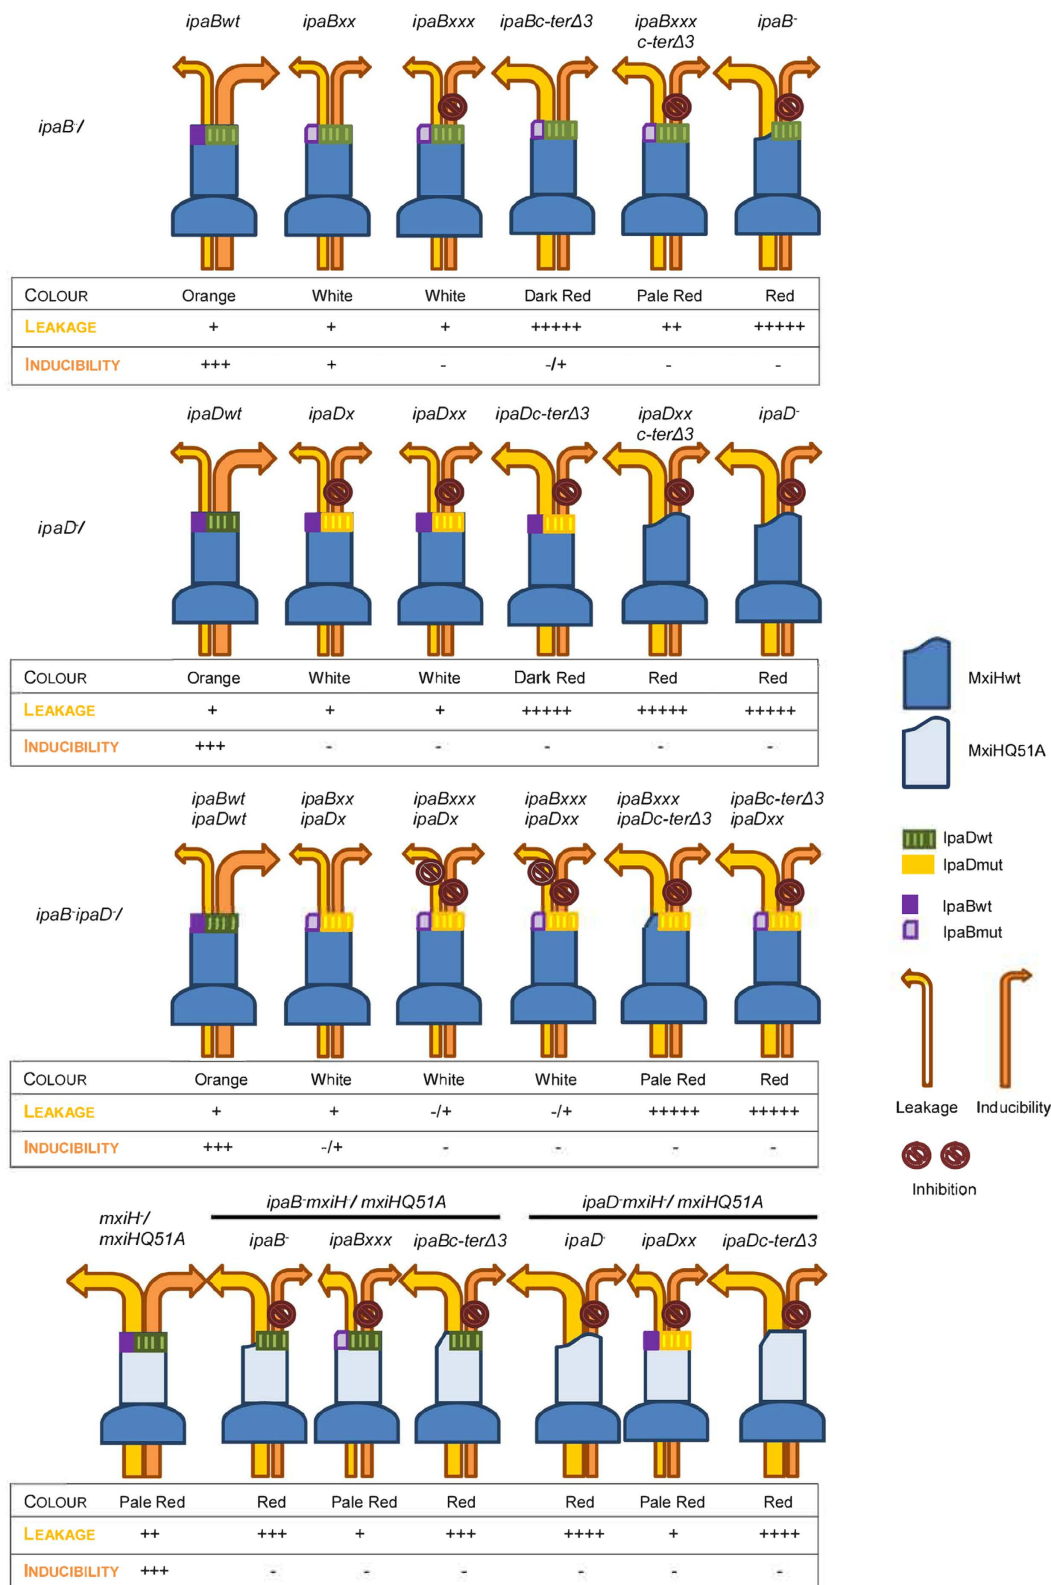 ipaBwt ipaBxx ipaBxxx ipaBc-terΔ3 ipaBxxx ipaB-
c-terΔ3
ipaB-/
COLOUR Orange White White Dark Red Pale Red Red
LEAKAGE + + + +++++ ++ +++++
INDUCIBILITY +++ + - -/+ - -
ipaDwt ipaDx ipaDxx ipaDc-terΔ3 ipaDxx ipaD-
c-terΔ3
ipaD-/
COLOUR Orange White White Dark Red Red Red
LEAKAGE + + + +++++ +++++ +++++
INDUCIBILITY +++ - - - - -
MxiHwt
MxiHQ51A
ipaBwt ipaBxx ipaBxxx ipaBxxx ipaBxxx ipaBc-terΔ3
ipaDwt ipaDx ipaDx ipaDxx ipaDc-terΔ3 ipaDxx
ipaB-ipaD-/
IpaDwt
IpaDmut
IpaBwt
IpaBmut
COLOUR Orange White White White Pale Red Red
LEAKAGE + + -/+ -/+ +++++ +++++
INDUCIBILITY +++ -/+ - - - -
Leakage Inducibility
Inhibition
ipaB-mxiH-/ mxiHQ51A ipaD-mxiH-/ mxiHQ51A
mxiH-/
mxiHQ51A ipaB- ipaBxxx ipaBc-terΔ3 ipaD- ipaDxx ipaDc-terΔ3
COLOUR Pale Red Red Pale Red Red Red Pale Red Red
LEAKAGE ++ +++ + +++ ++++ + ++++
INDUCIBILITY +++ - - - - - -